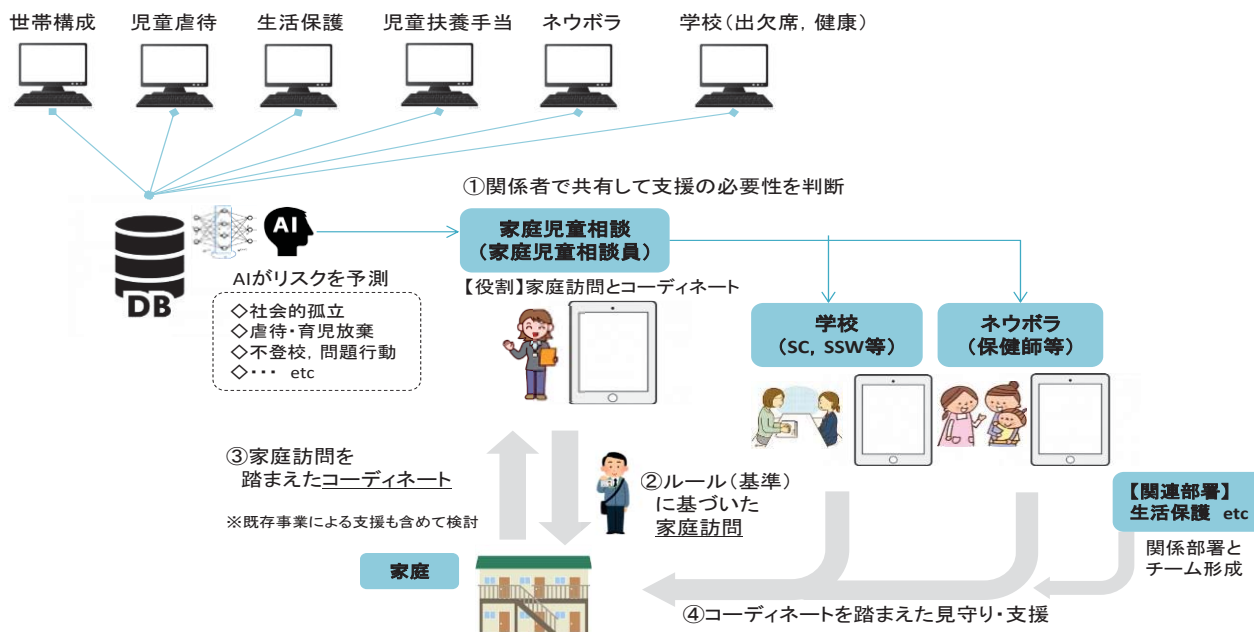 世帯構成
児童虐待
生活保護
児童扶養手当
ネウボラ
学校(出欠席, 健康)
①関係者で共有して支援の必要性を判断
DB
AI
AIがリスクを予測
◇社会的孤立
◇虐待・育児放棄
◇不登校, 問題行動
◇・・・ etc
家庭児童相談
(家庭児童相談員)
【役割】家庭訪問とコーディネート
学校
(SC, SSW等)
ネウボラ
(保健師等)
③家庭訪問を
踏まえたコーディネート
※既存事業による支援も含めて検討
②ルール(基準)
に基づいた
家庭訪問
【関連部署】
生活保護 etc
関係部署と
チーム形成
家庭
④コーディネートを踏まえた見守り・支援